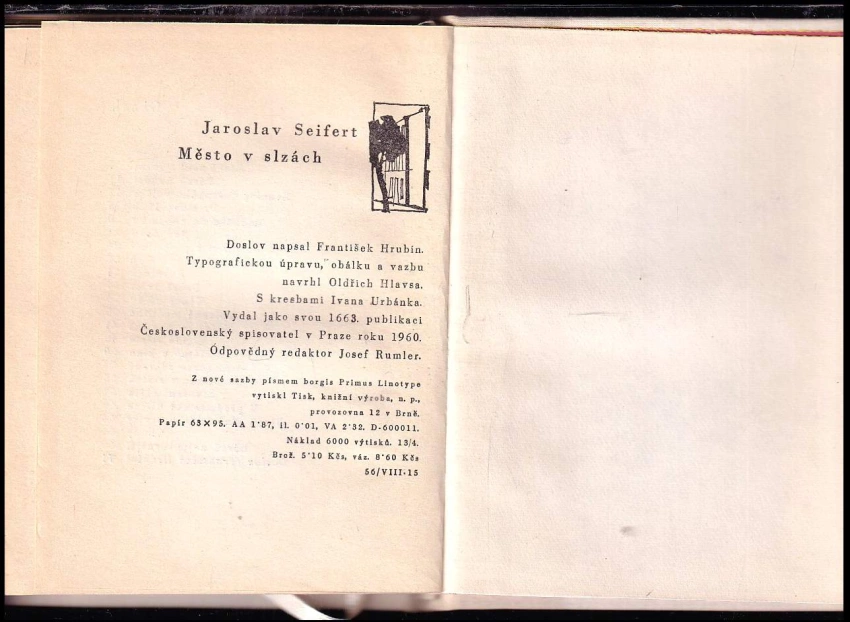 Jaroslav Seifert
Město v slzách
Doslov napsal František Hrubín.
Typografickou úpravu, obálku a vazbu
navrhl Oldřich Hlavsa.
S kresbami Ivana Urbánka.
Vydal jako svou 1663. publikaci
Československý spisovatel v Praze roku 1960.
Odpovědný redaktor Josef Rumler.
Z nové sazby písmem borgis Primus Linotype
vytiskl Tisk, knižní výroba, n. p.,
provozovna 12 v Brně.
Papír 63×95. AA 1'87, il. 0'01, VA 2'32. D-600011.
Náklad 6000 výtisků. 13/4.
Brož. 5'10 Kčs, váz. 8'60 Kčs
56/VIII-15